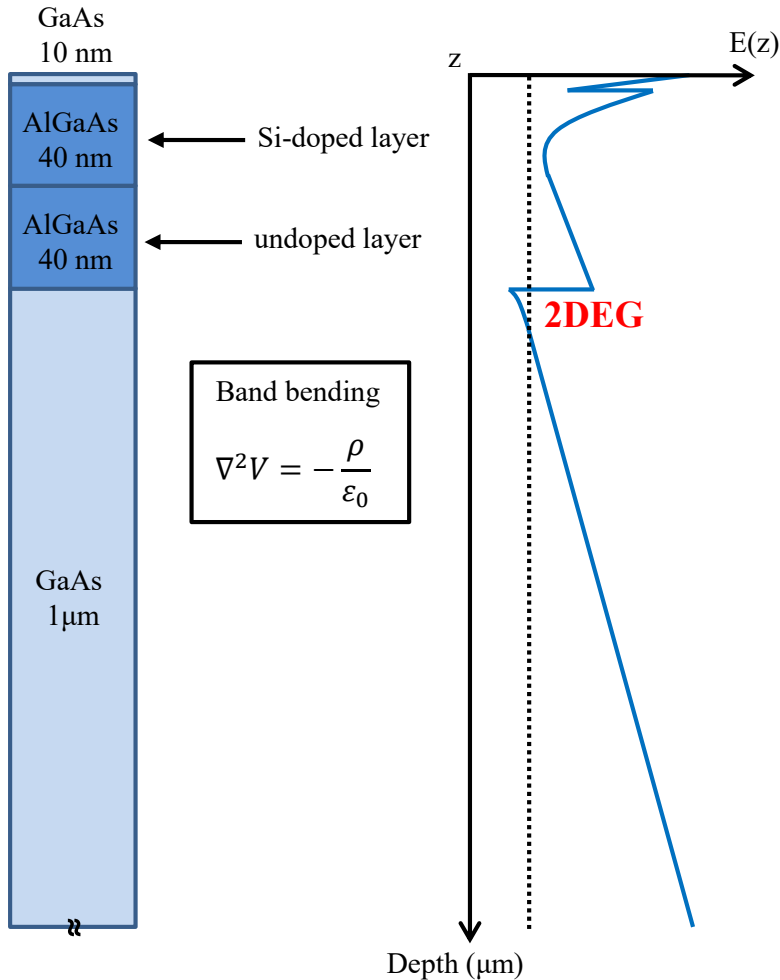 GaAs
10 nm
AlGaAs
40 nm
Si-doped layer
AlGaAs
40 nm
undoped layer
GaAs
1μm
Band bending
∇²V = −ρ/ε₀
z
E(z)
2DEG
Depth (μm)